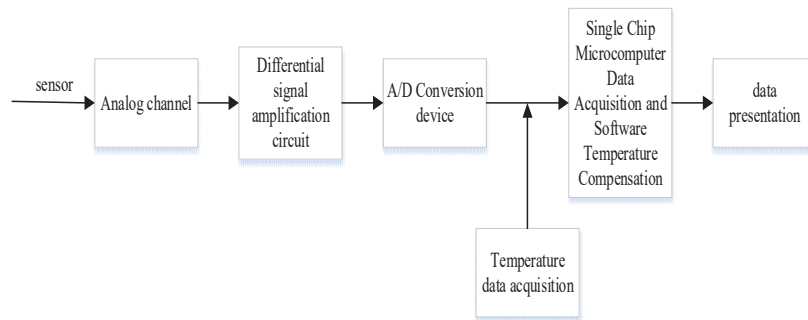 sensor
Analog channel
Differential
signal
amplification
circuit
A/D Conversion
device
Single Chip
Microcomputer
Data
Acquisition and
Software
Temperature
Compensation
data
presentation
Temperature
data acquisition